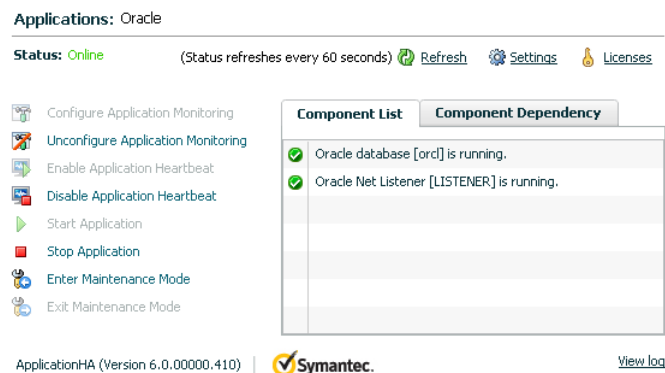 Applications: Oracle
Status: Online
(Status refreshes every 60 seconds) Refresh Settings Licenses
Configure Application Monitoring
Unconfigure Application Monitoring
Enable Application Heartbeat
Disable Application Heartbeat
Start Application
Stop Application
Enter Maintenance Mode
Exit Maintenance Mode
Component List Component Dependency
Oracle database [orcl] is running.
Oracle Net Listener [LISTENER] is running.
ApplicationHA (Version 6.0.00000.410)
Symantec.
View log